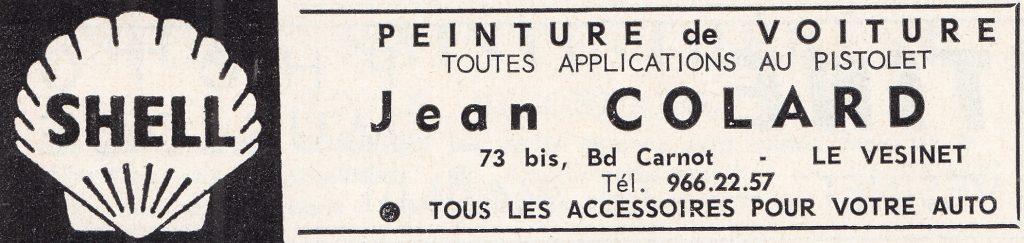 SHELL
PEINTURE de VOITURE
TOUTES APPLICATIONS AU PISTOLET
Jean COLARD
73 bis, Bd Carnot - LE VESINET
Tél. 966.22.57
● TOUS LES ACCESSOIRES POUR VOTRE AUTO